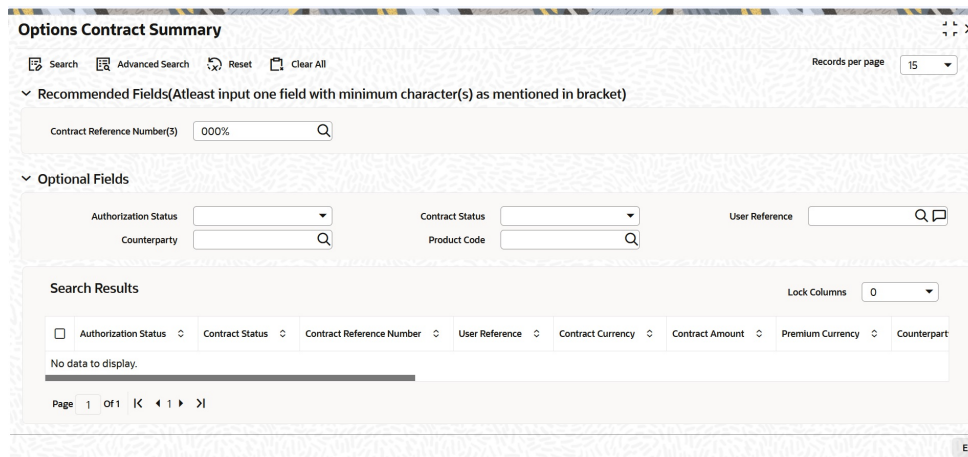 Options Contract Summary
Search Advanced Search Reset Clear All Records per page 15
Recommended Fields(Atleast input one field with minimum character(s) as mentioned in bracket)
Contract Reference Number(3) 000%
Optional Fields
Authorization Status Contract Status User Reference
Counterparty Product Code
Search Results Lock Columns 0
Authorization Status Contract Status Contract Reference Number User Reference Contract Currency Contract Amount Premium Currency Counterpart
No data to display.
Page 1 Of 1 1
E